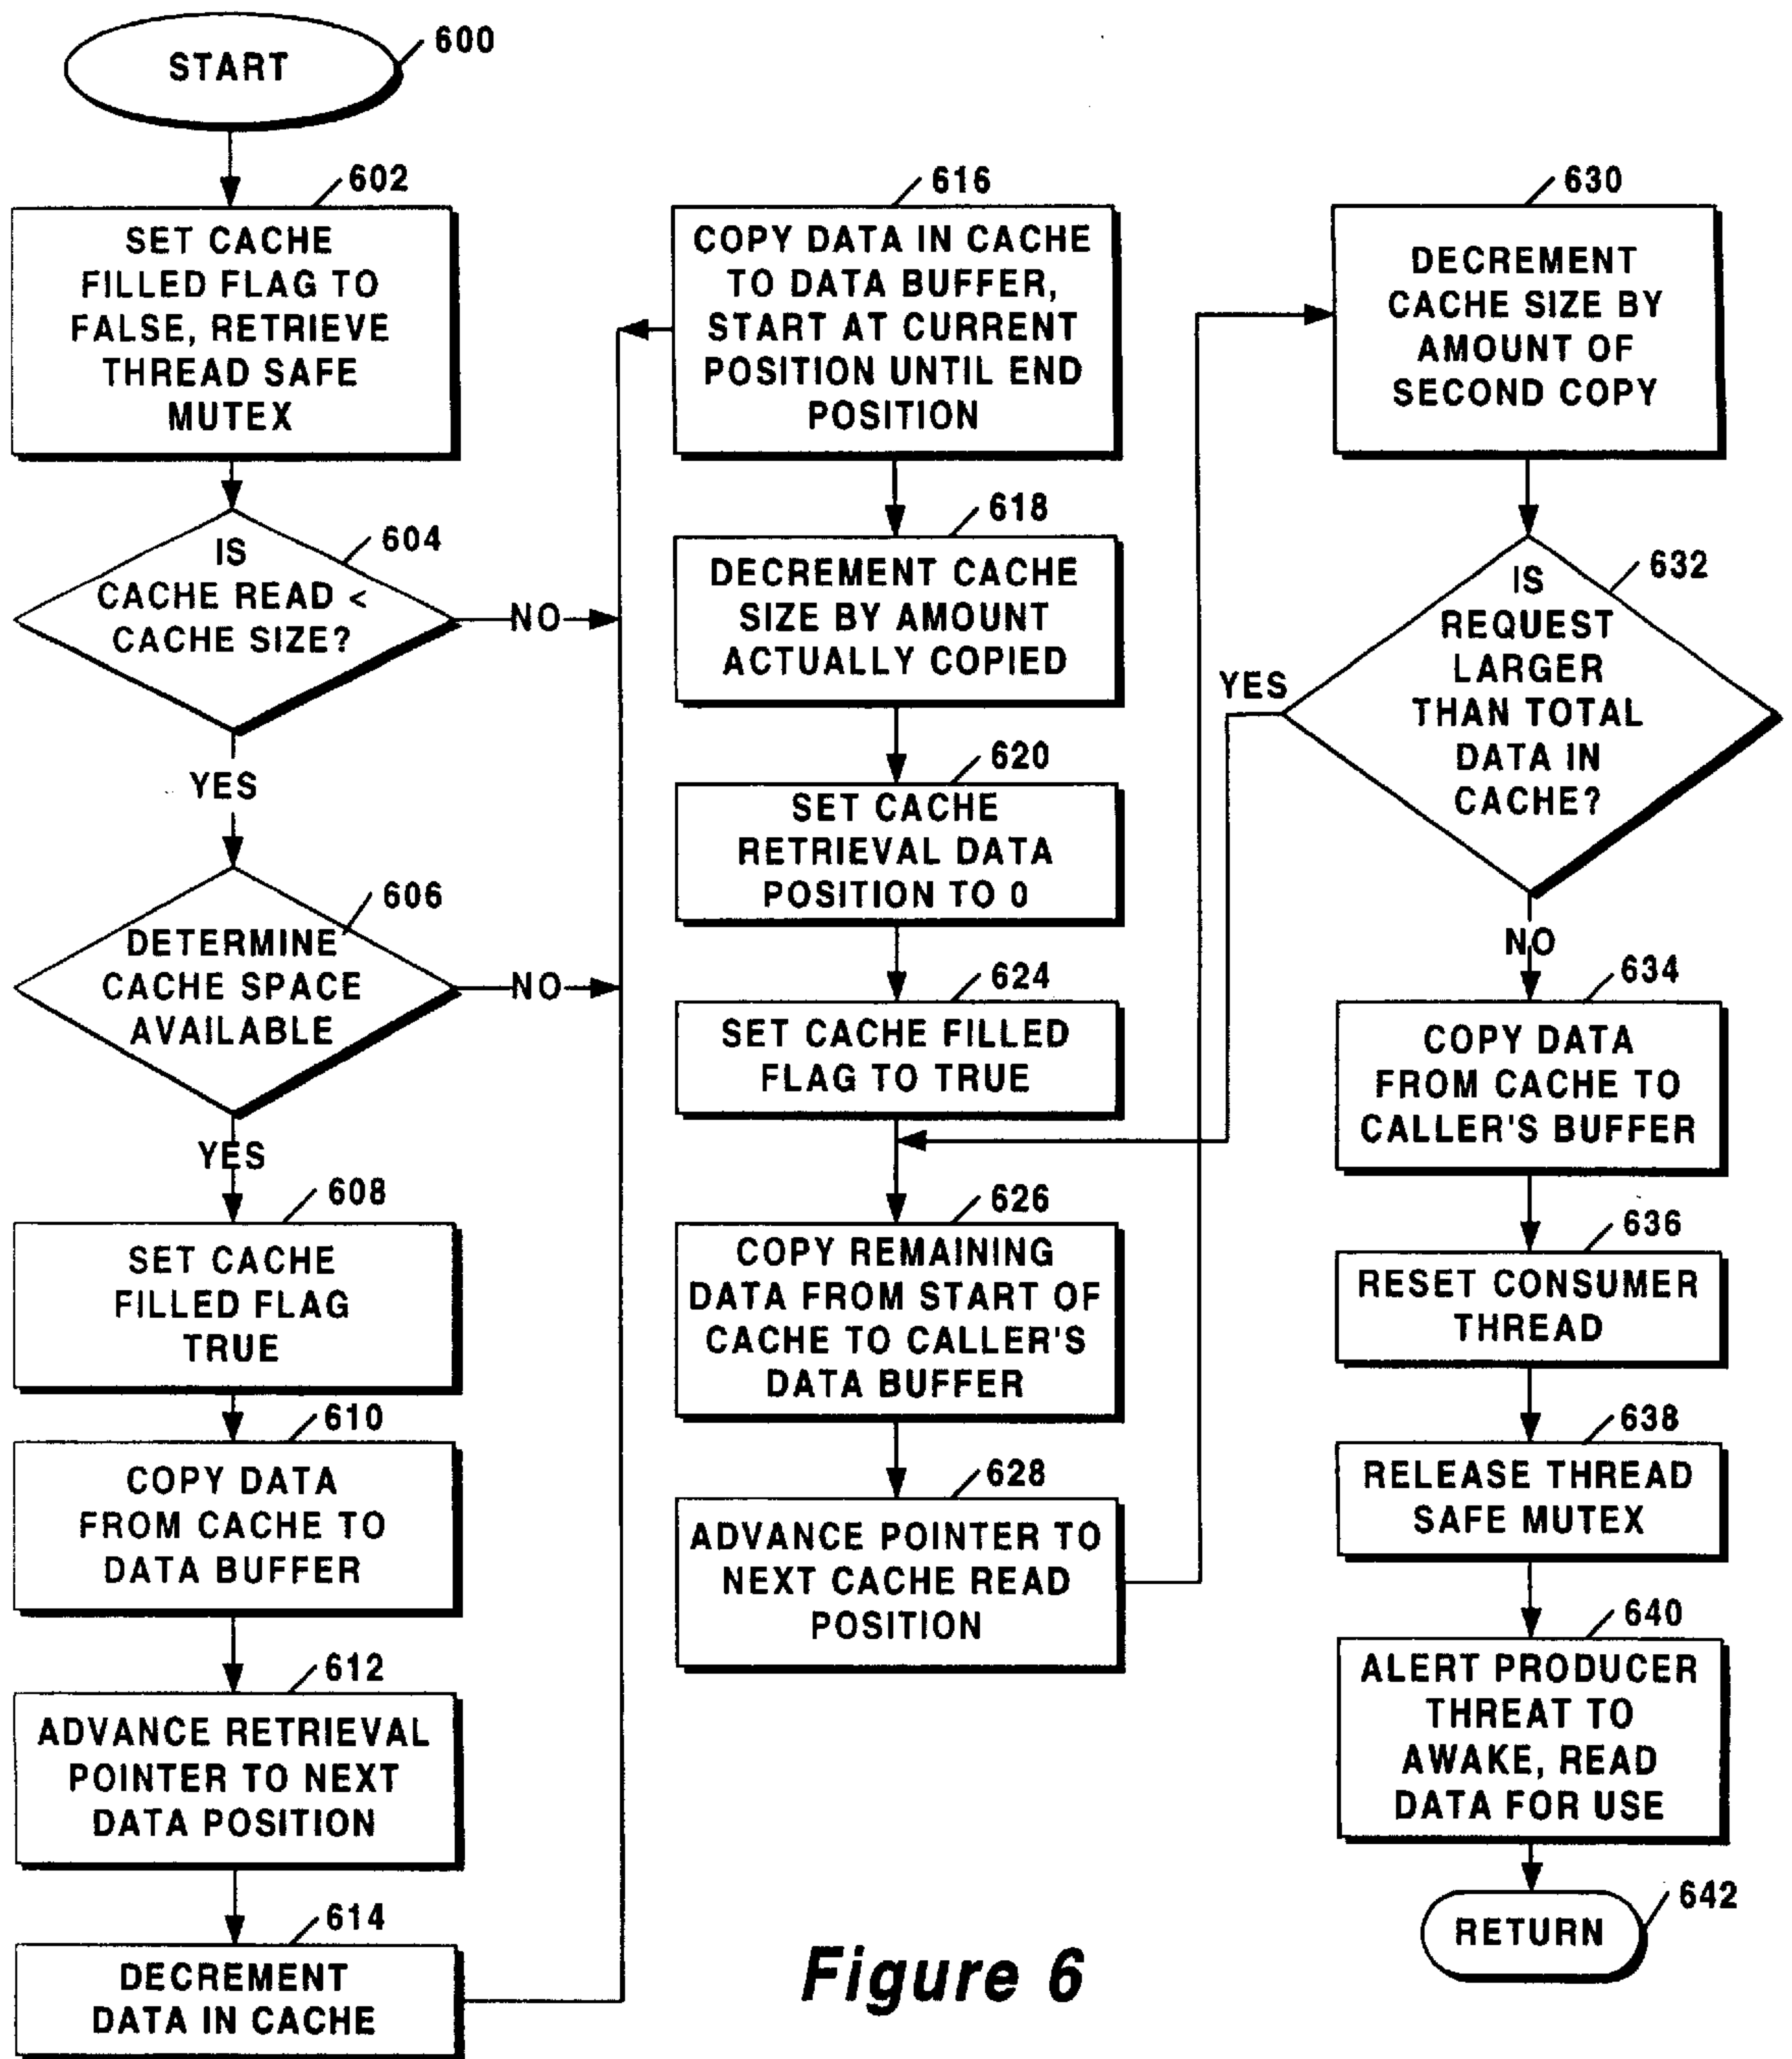 START
600
602
SET CACHE
FILLED FLAG TO
FALSE, RETRIEVE
THREAD SAFE
MUTEX
604
IS
CACHE READ <
CACHE SIZE?
NO
YES
606
DETERMINE
CACHE SPACE
AVAILABLE
NO
YES
608
SET CACHE
FILLED FLAG
TRUE
610
COPY DATA
FROM CACHE TO
DATA BUFFER
612
ADVANCE RETRIEVAL
POINTER TO NEXT
DATA POSITION
614
DECREMENT
DATA IN CACHE
616
COPY DATA IN CACHE
TO DATA BUFFER,
START AT CURRENT
POSITION UNTIL END
POSITION
618
DECREMENT CACHE
SIZE BY AMOUNT
ACTUALLY COPIED
620
SET CACHE
RETRIEVAL DATA
POSITION TO 0
624
SET CACHE FILLED
FLAG TO TRUE
626
COPY REMAINING
DATA FROM START OF
CACHE TO CALLER'S
DATA BUFFER
628
ADVANCE POINTER TO
NEXT CACHE READ
POSITION
630
DECREMENT
CACHE SIZE BY
AMOUNT OF
SECOND COPY
632
IS
REQUEST
LARGER
THAN TOTAL
DATA IN
CACHE?
YES
NO
634
COPY DATA
FROM CACHE TO
CALLER'S BUFFER
636
RESET CONSUMER
THREAD
638
RELEASE THREAD
SAFE MUTEX
640
ALERT PRODUCER
THREAT TO
AWAKE, READ
DATA FOR USE
642
RETURN
Figure 6